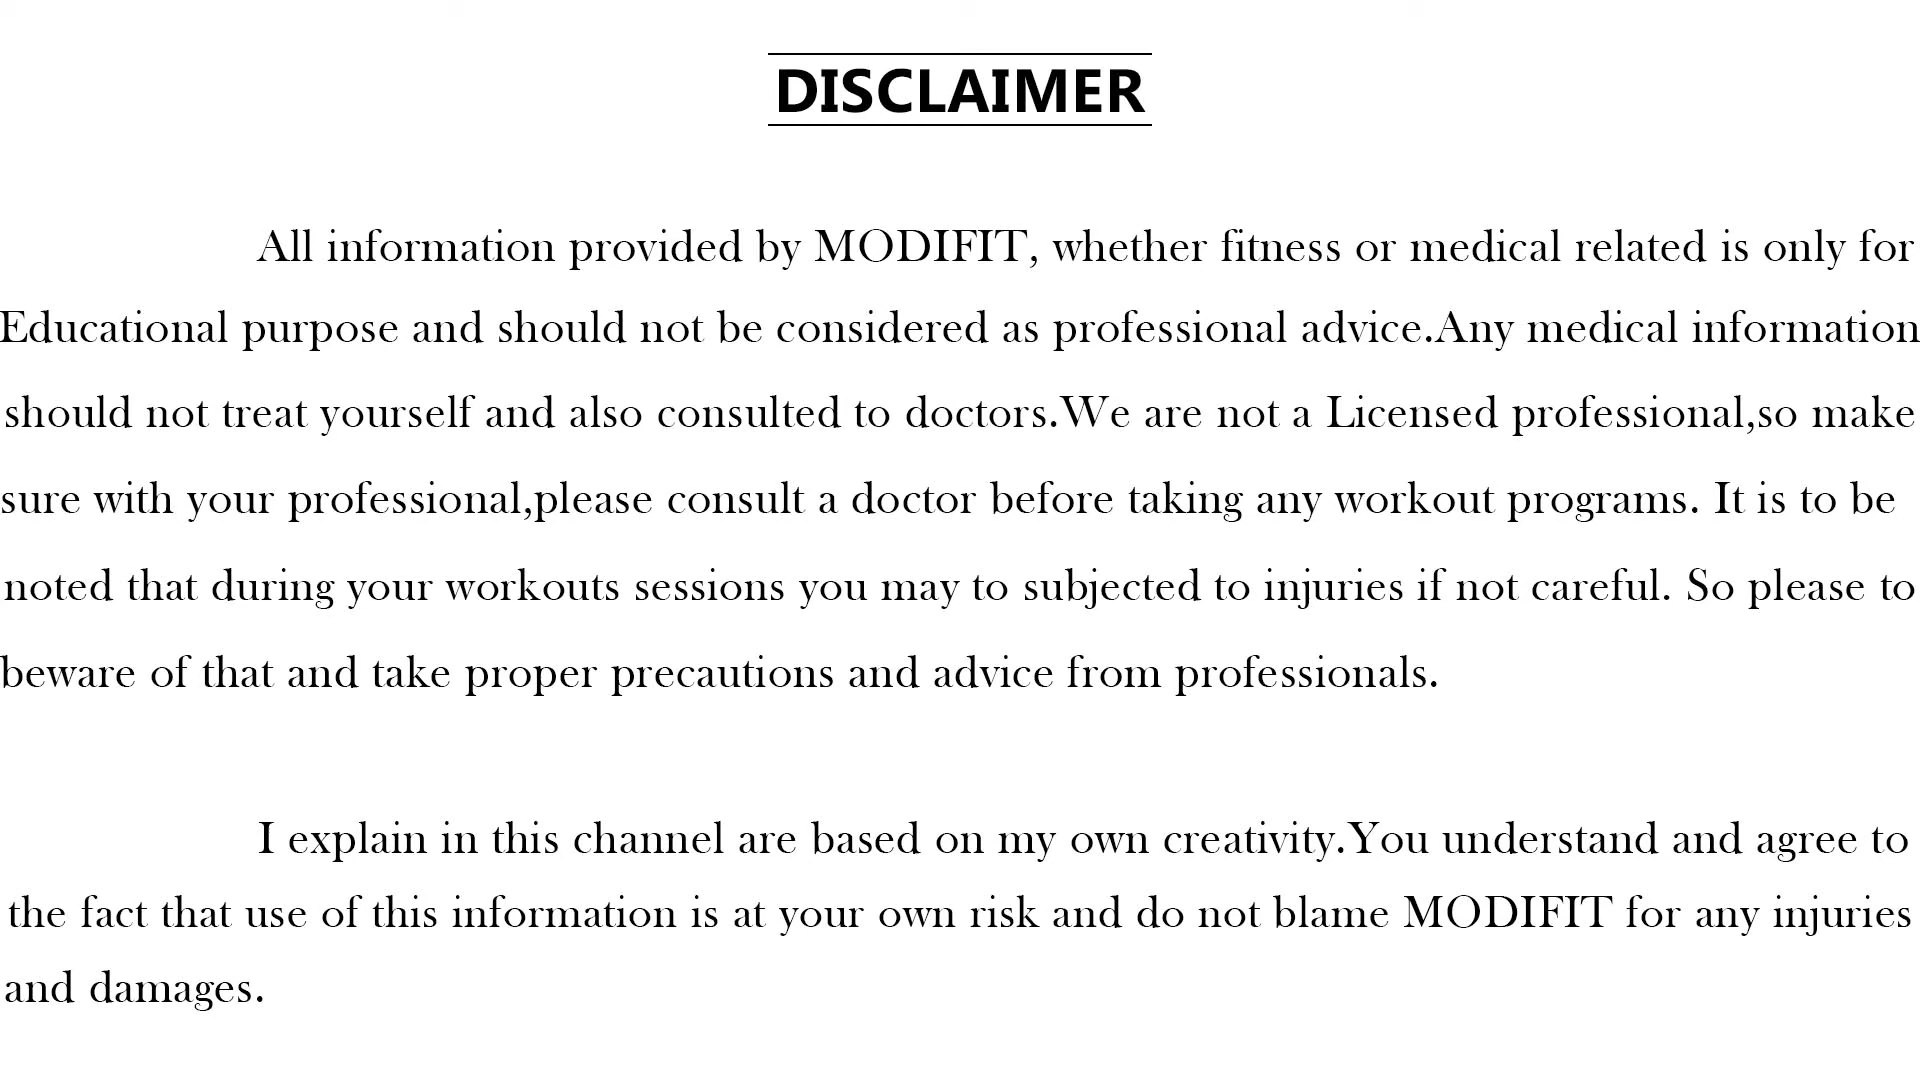 DISCLAIMER
All information provided by MODIFIT, whether fitness or medical related is only for
Educational purpose and should not be considered as professional advice.Any medical information
should not treat yourself and also consulted to doctors.We are not a Licensed professional,so make
sure with your professional,please consult a doctor before taking any workout programs. It is to be
noted that during your workouts sessions you may to subjected to injuries if not careful. So please to
beware of that and take proper precautions and advice from professionals.
I explain in this channel are based on my own creativity.You understand and agree to
the fact that use of this information is at your own risk and do not blame MODIFIT for any injuries
and damages.